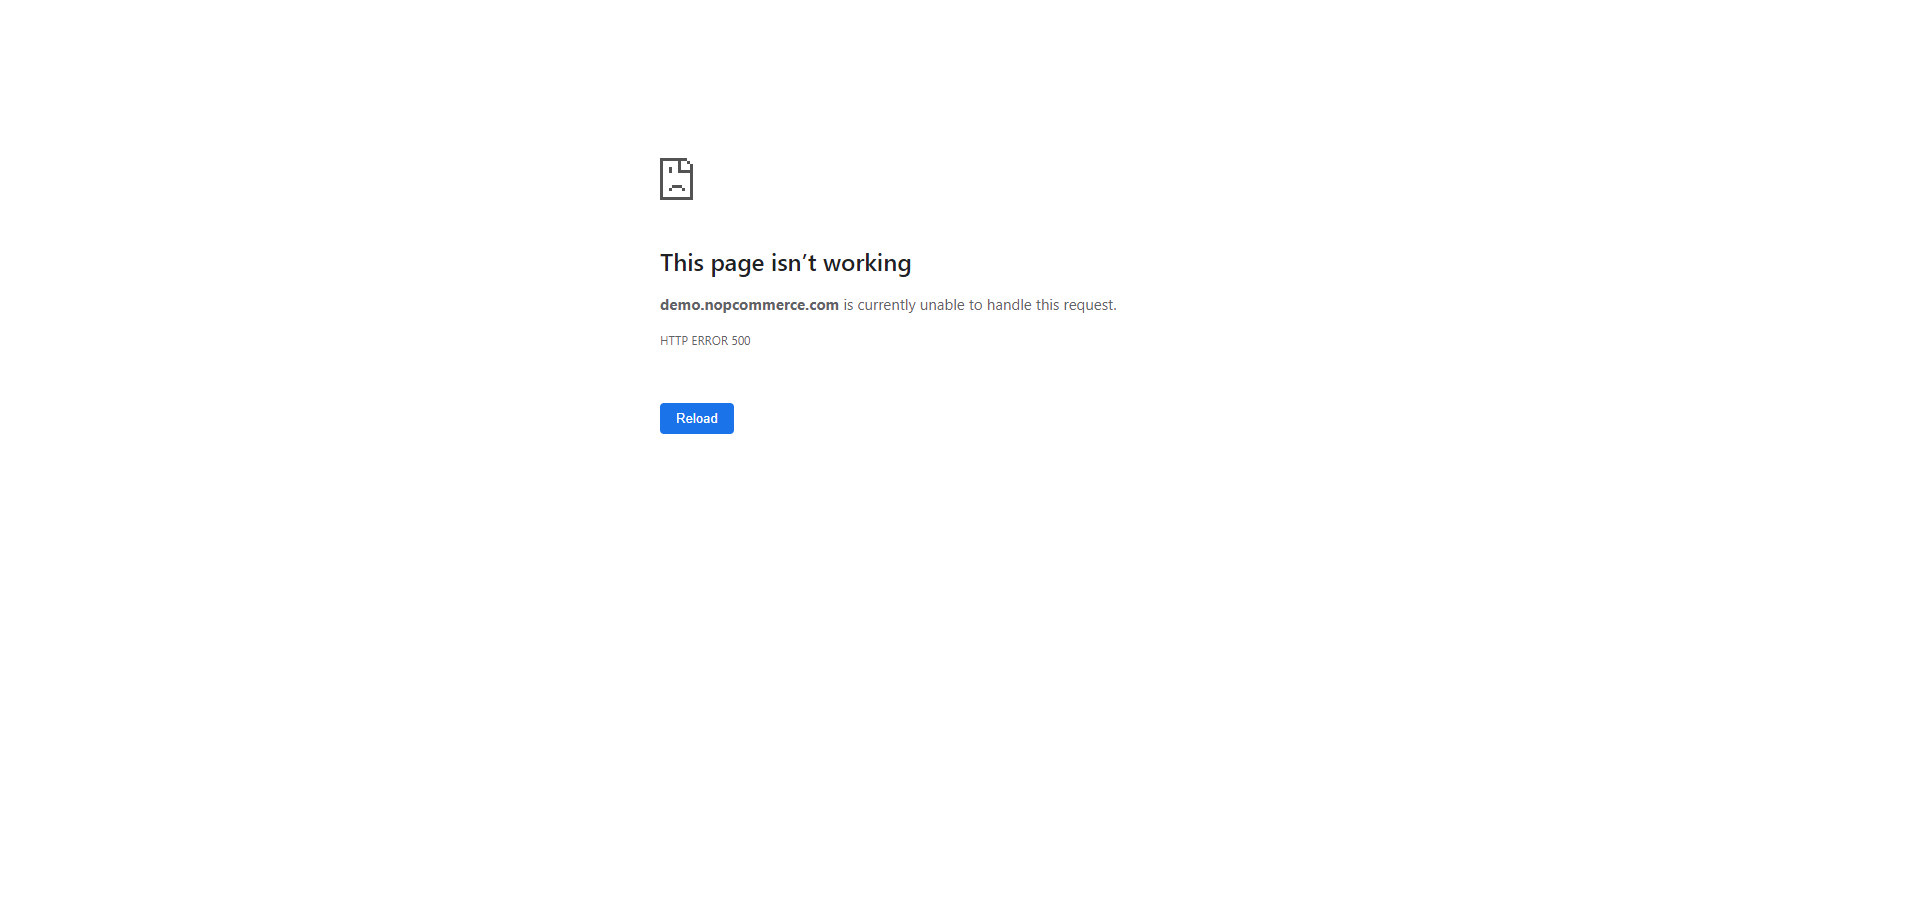 This page isn’t working
demo.nopcommerce.com is currently unable to handle this request.
HTTP ERROR 500
Reload